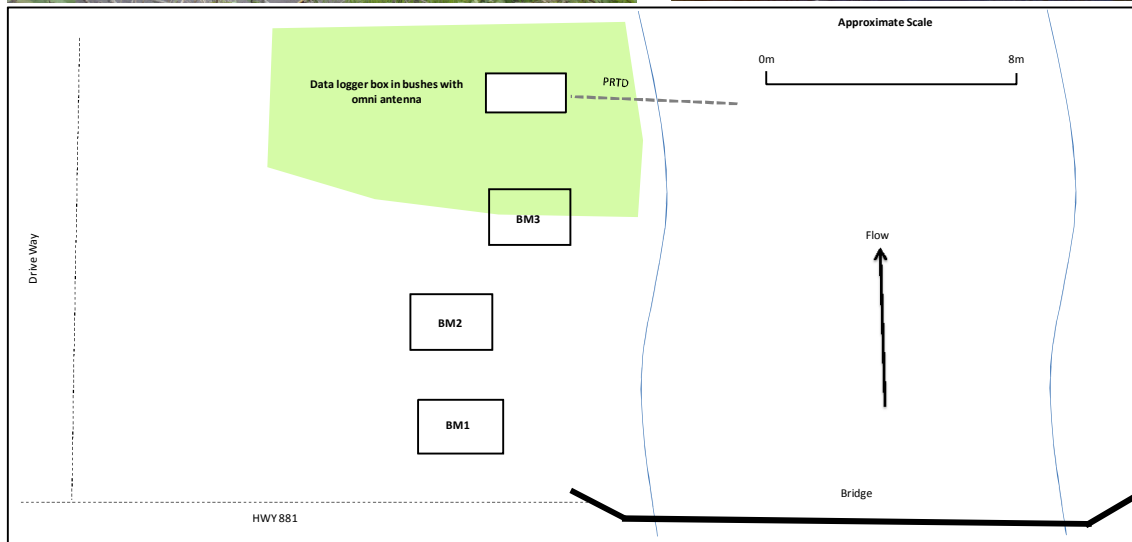 Approximate Scale
0m
8m
Data logger box in bushes with
omni antenna
PRTD
BM3
Drive Way
Flow
BM2
BM1
Bridge
HWY 881